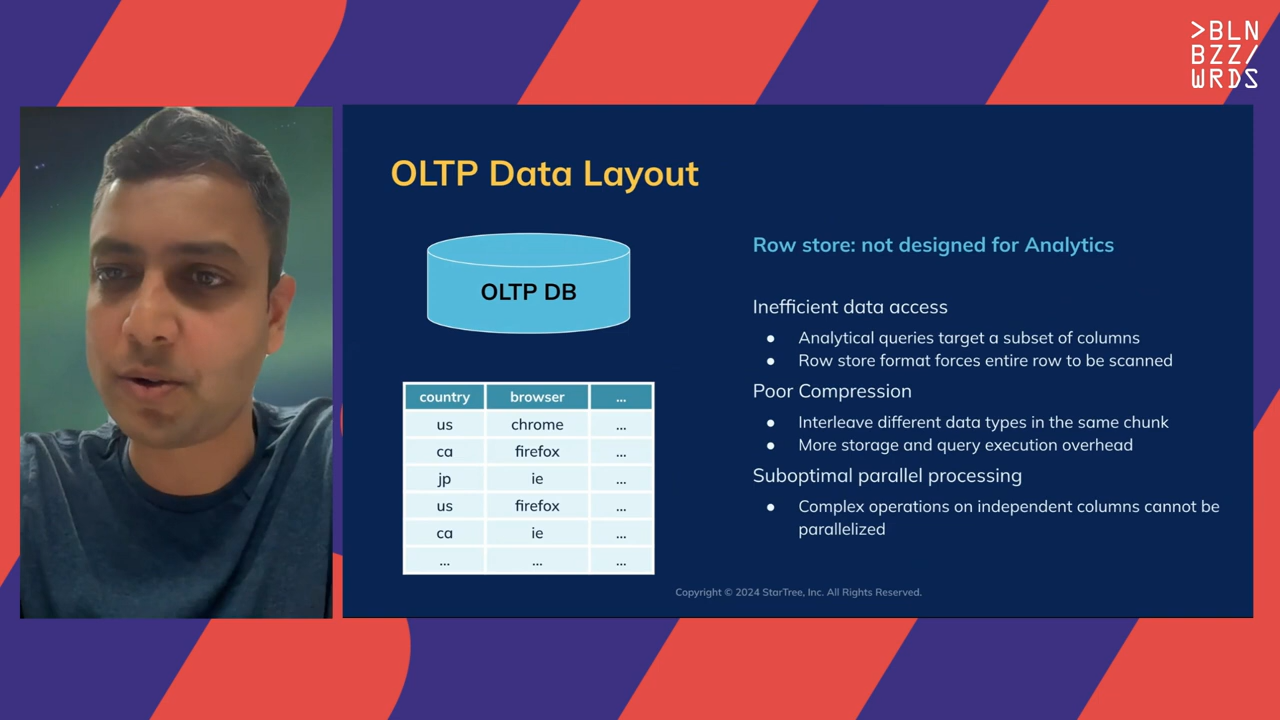 >BLN
BZZ/
WRDS
OLTP Data Layout
OLTP DB
country browser ...
us chrome ...
ca firefox ...
jp ie ...
us firefox ...
ca ie ...
... ... ...
Row store: not designed for Analytics
Inefficient data access
● Analytical queries target a subset of columns
● Row store format forces entire row to be scanned
Poor Compression
● Interleave different data types in the same chunk
● More storage and query execution overhead
Suboptimal parallel processing
● Complex operations on independent columns cannot be
parallelized
Copyright © 2024 StarTree, Inc. All Rights Reserved.